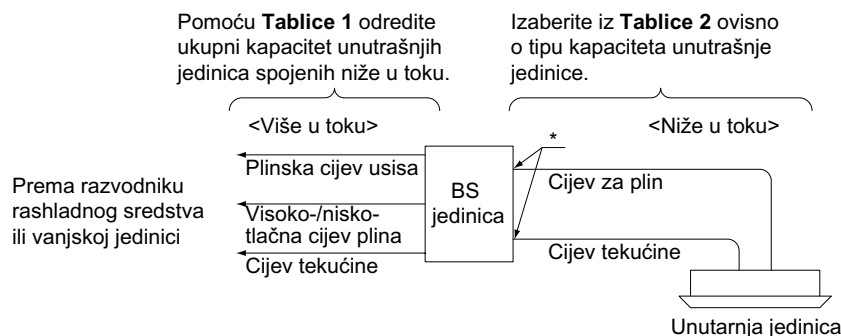 Pomoću Tablice 1 odredite
ukupni kapacitet unutrašnjih
jedinica spojenih niže u toku.
Izaberite iz Tablice 2 ovisno
o tipu kapaciteta unutrašnje
jedinice.
<Više u toku>
*
<Niže u toku>
Prema razvodniku
rashladnog sredstva
ili vanjskoj jedinici
Plinska cijev usisa
Visoko-/nisko-
tlačna cijev plina
Cijev tekućine
BS
jedinica
Cijev za plin
Cijev tekućine
Unutarnja jedinica